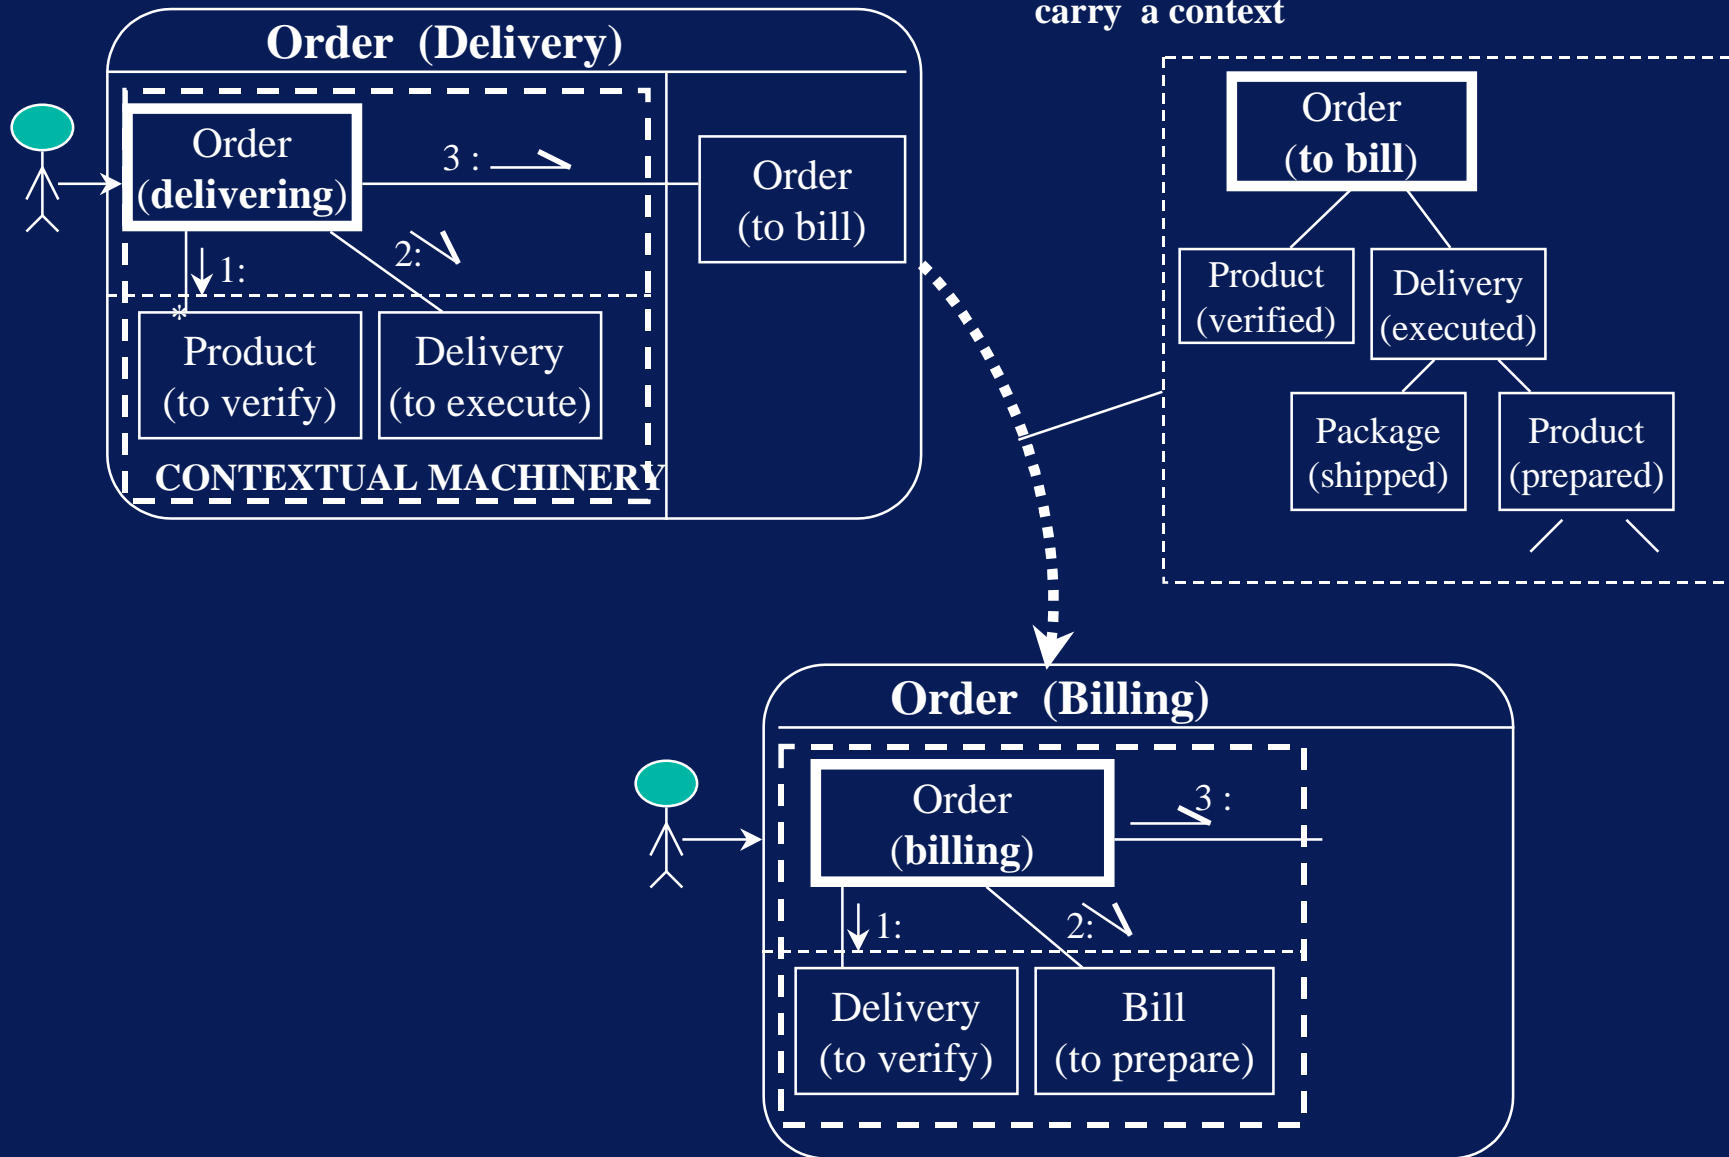 carry a context
Order (Delivery)
Order
(delivering)
3 :
Order
(to bill)
1:
2:
*
Product
(to verify)
Delivery
(to execute)
CONTEXTUAL MACHINERY
Order
(to bill)
Product
(verified)
Delivery
(executed)
Package
(shipped)
Product
(prepared)
Order (Billing)
Order
(billing)
3 :
1:
2:
Delivery
(to verify)
Bill
(to prepare)